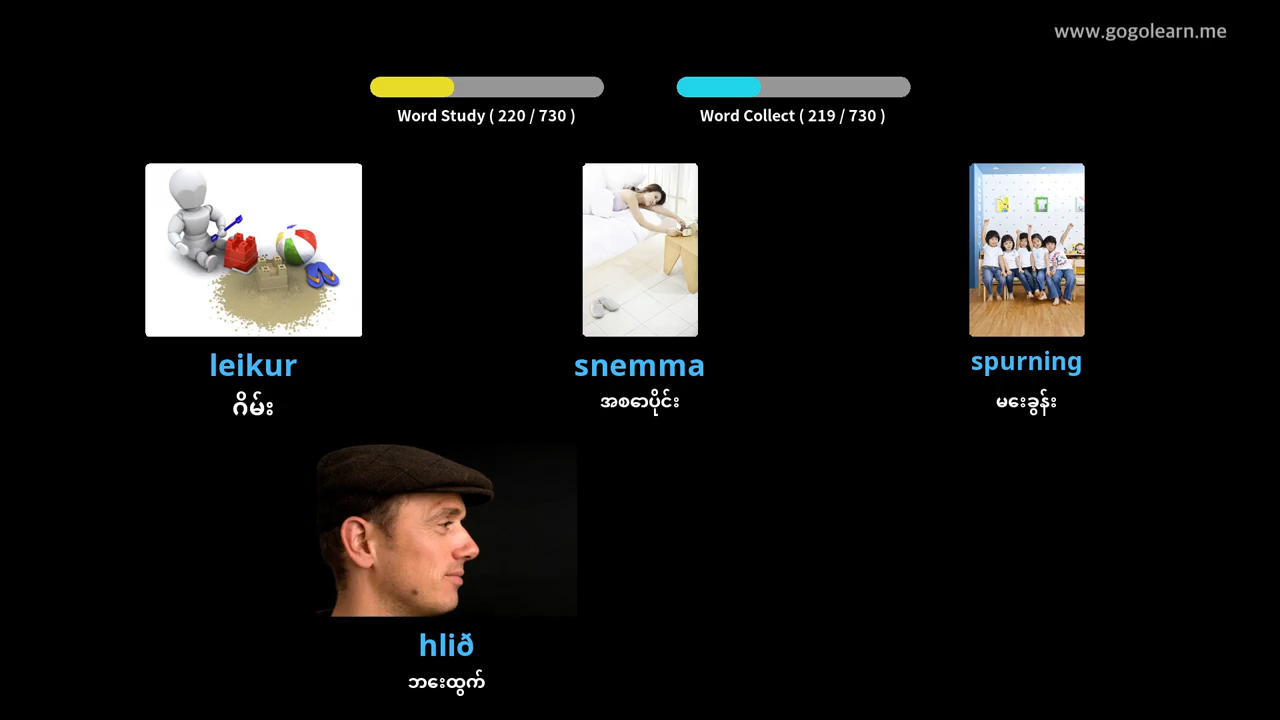 www.gogolearn.me
Word Study ( 220 / 730 )
Word Collect ( 219 / 730 )
leikur
ဂိမ်း
snemma
အစောပိုင်း
spurning
မေးခွန်း
hlið
ဘေးထွက်